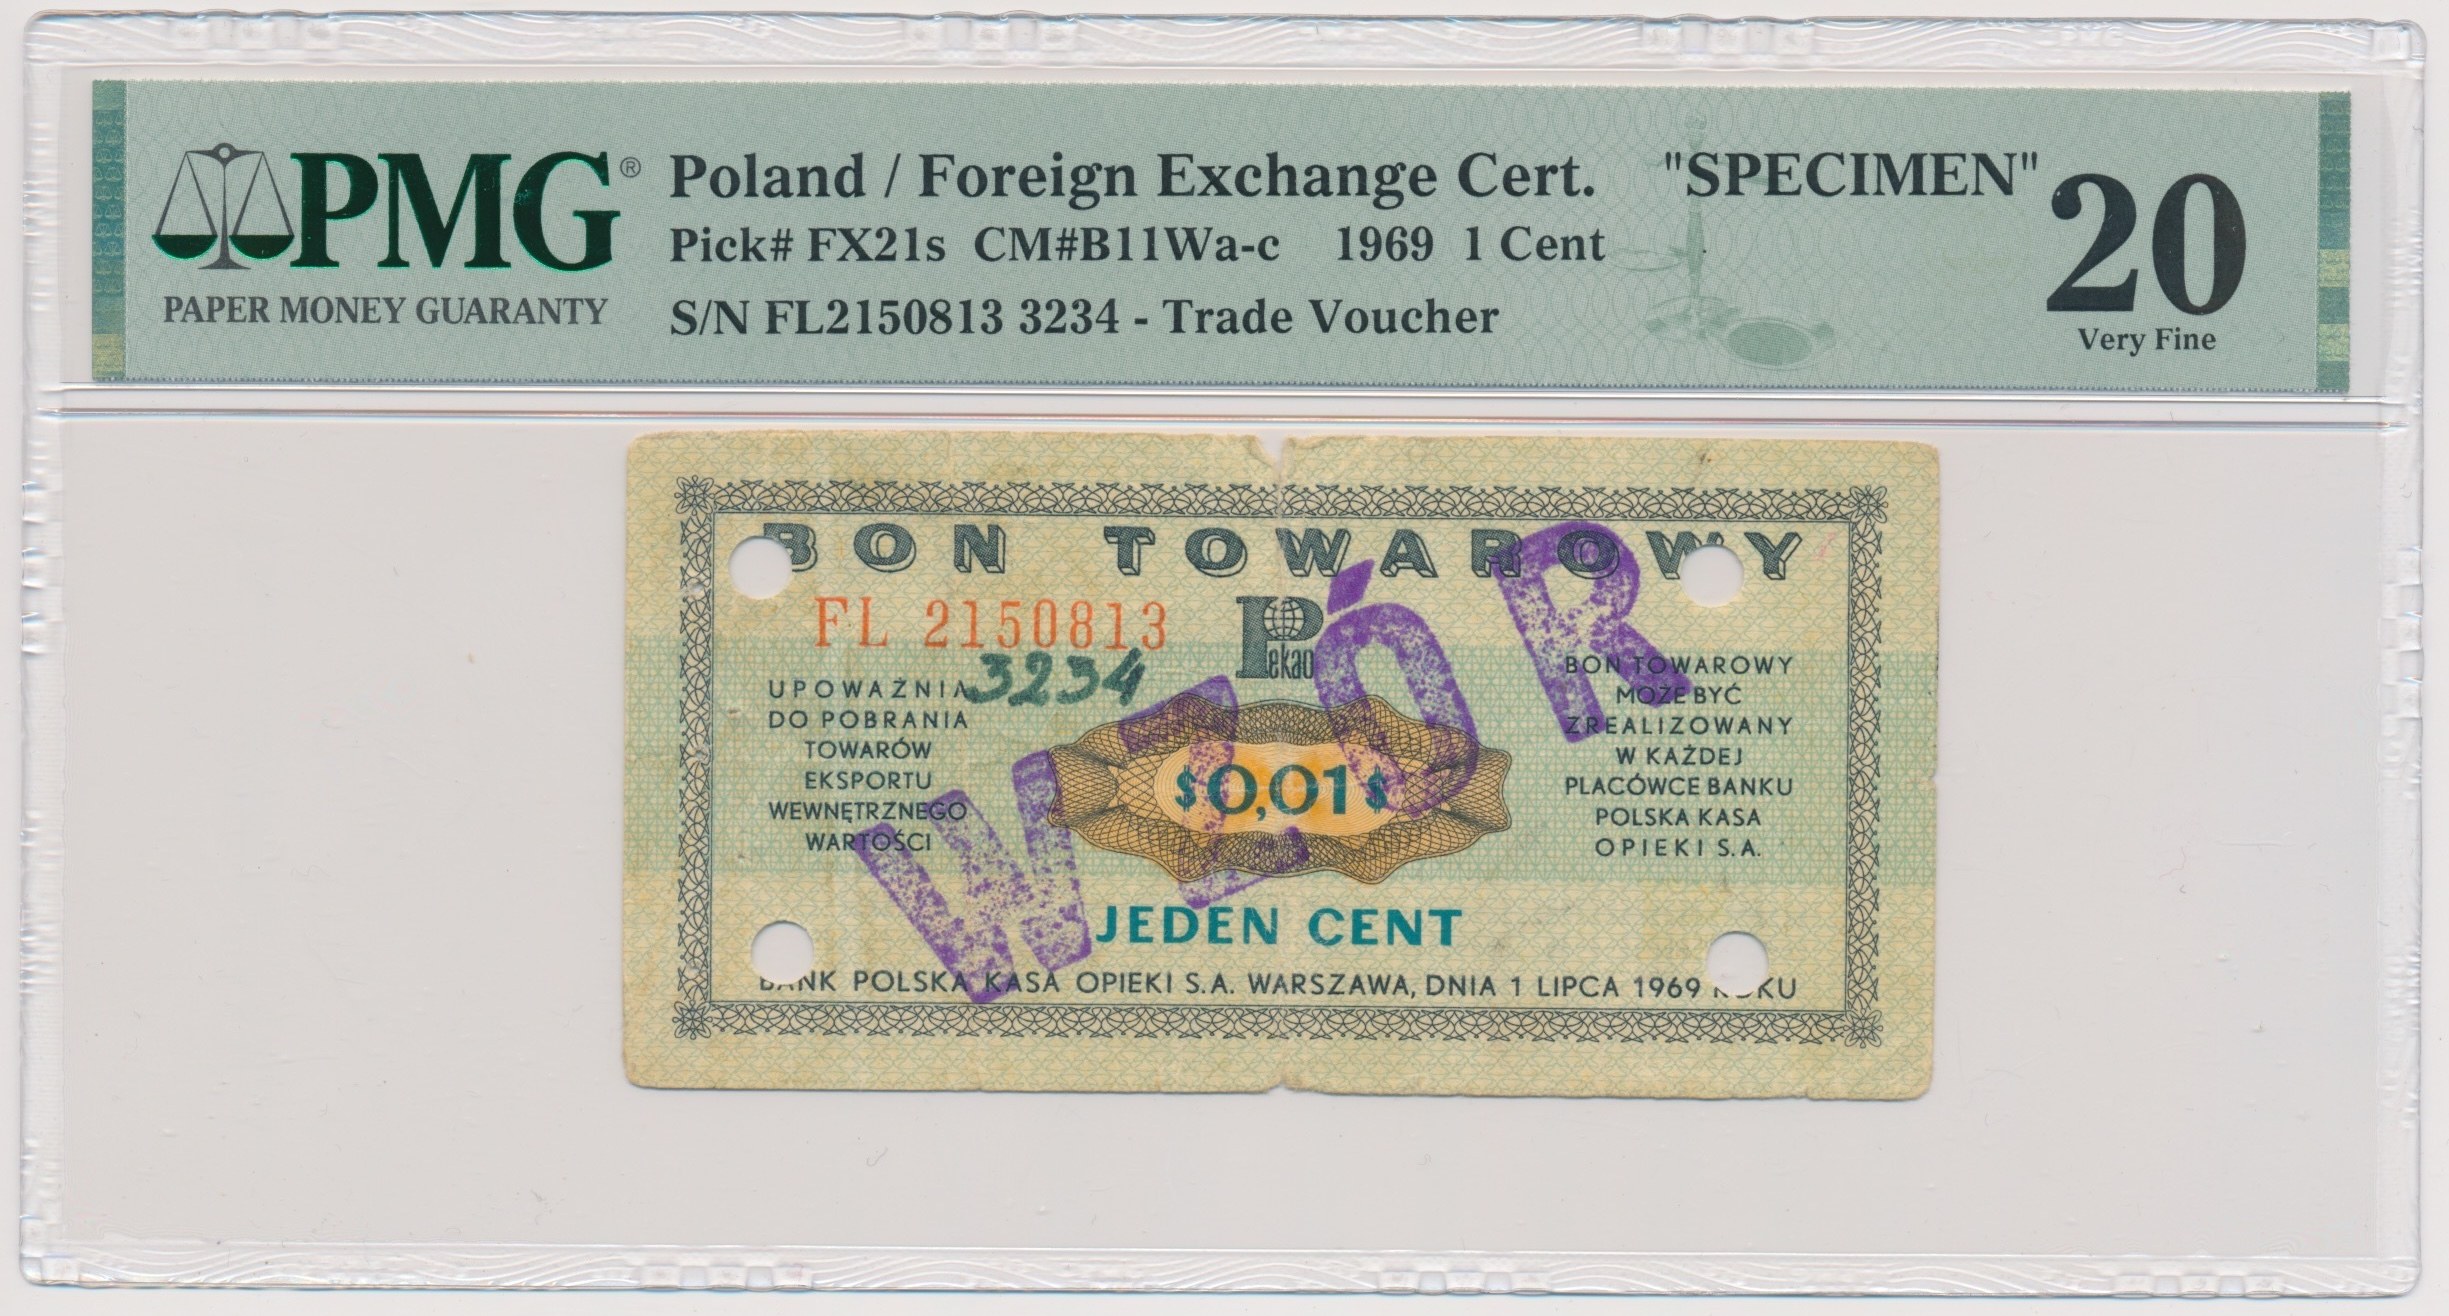 PMG®
PAPER MONEY GUARANTY
Poland / Foreign Exchange Cert. "SPECIMEN"
Pick# FX21s CM#B11Wa-c 1969 1 Cent
S/N FL2150813 3234 - Trade Voucher
20
Very Fine
BON TOWAROWY
FL 2150813
3234
Pekao
UPOWAŻNIA
DO POBRANIA
TOWARÓW
EKSPORTU
WEWNĘTRZNEGO
WARTOŚCI
$0,01$
BON TOWAROWY
MOŻE BYĆ
ZREALIZOWANY
W KAŻDEJ
PLACÓWCE BANKU
POLSKA KASA
OPIEKI S.A.
WZÓR
JEDEN CENT
BANK POLSKA KASA OPIEKI S.A. WARSZAWA, DNIA 1 LIPCA 1969 ROKU